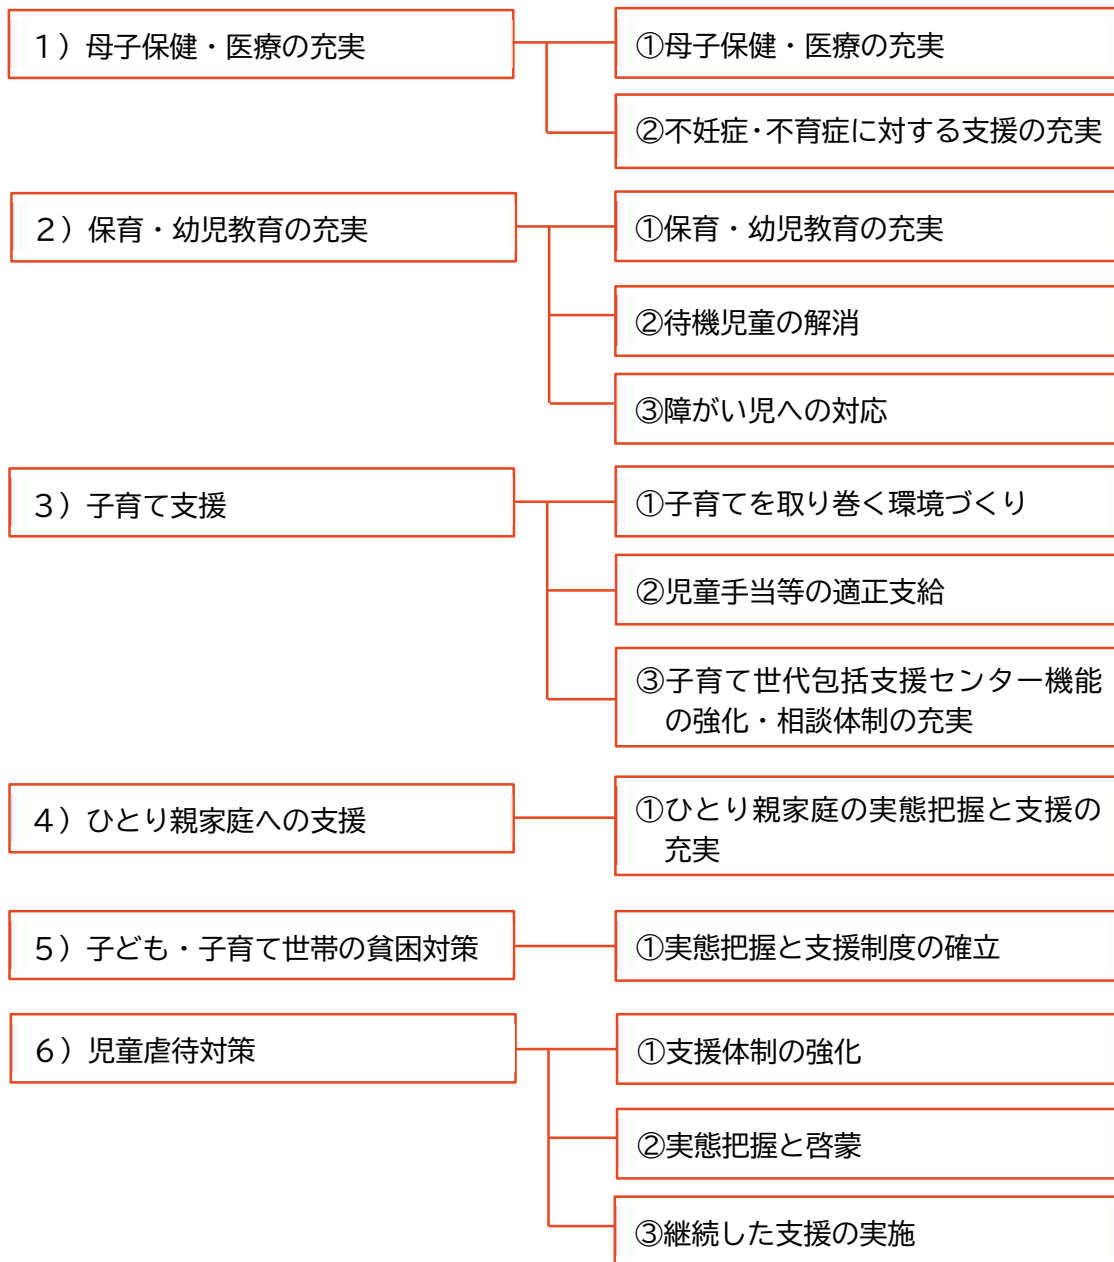 １）母子保健・医療の充実
①母子保健・医療の充実
②不妊症・不育症に対する支援の充実
２）保育・幼児教育の充実
①保育・幼児教育の充実
②待機児童の解消
③障がい児への対応
３）子育て支援
①子育てを取り巻く環境づくり
②児童手当等の適正支給
③子育て世代包括支援センター機能
の強化・相談体制の充実
４）ひとり親家庭への支援
①ひとり親家庭の実態把握と支援の
充実
５）子ども・子育て世帯の貧困対策
①実態把握と支援制度の確立
６）児童虐待対策
①支援体制の強化
②実態把握と啓蒙
③継続した支援の実施